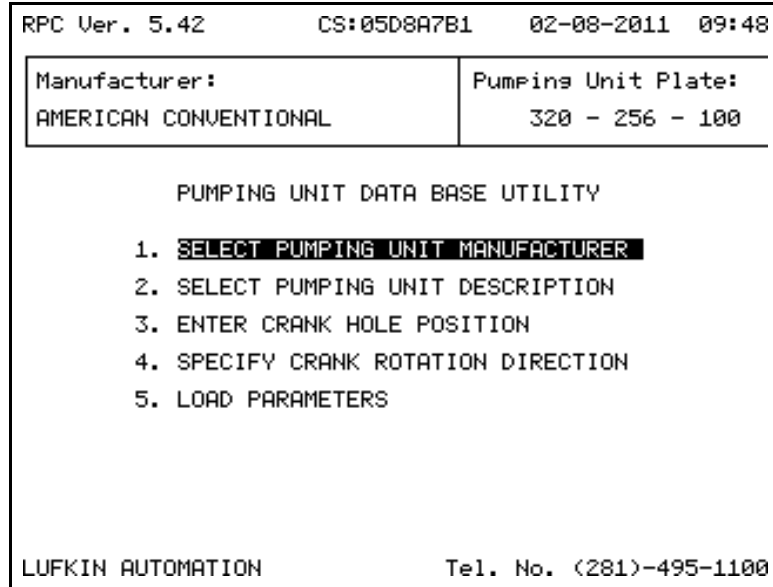 RPC Ver. 5.42 CS:05D8A7B1 02-08-2011 09:48
Manufacturer: Pumping Unit Plate:
AMERICAN CONVENTIONAL 320 - 256 - 100
PUMPING UNIT DATA BASE UTILITY
1. SELECT PUMPING UNIT MANUFACTURER
2. SELECT PUMPING UNIT DESCRIPTION
3. ENTER CRANK HOLE POSITION
4. SPECIFY CRANK ROTATION DIRECTION
5. LOAD PARAMETERS
LUFKIN AUTOMATION Tel. No. (281)-495-1100